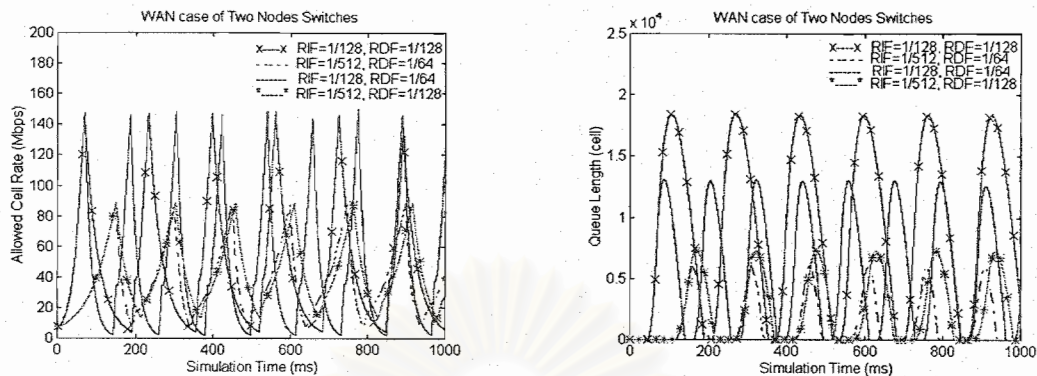 WAN case of Two Nodes Switches
200
180
160
140
120
100
80
60
40
20
0
Allowed Cell Rate (Mbps)
×-----× RIF=1/128, RDF=1/128
RIF=1/512, RDF=1/64
RIF=1/128, RDF=1/64
*------* RIF=1/512, RDF=1/128
0 200 400 600 800 1000
Simulation Time (ms)
x 10⁴
WAN case of Two Nodes Switches
2.5
2
1.5
1
0.5
0
Queue Length (cell)
×-----× RIF=1/128, RDF=1/128
RIF=1/512, RDF=1/64
RIF=1/128, RDF=1/64
*------* RIF=1/512, RDF=1/128
0 200 400 600 800 1000
Simulation Time (ms)